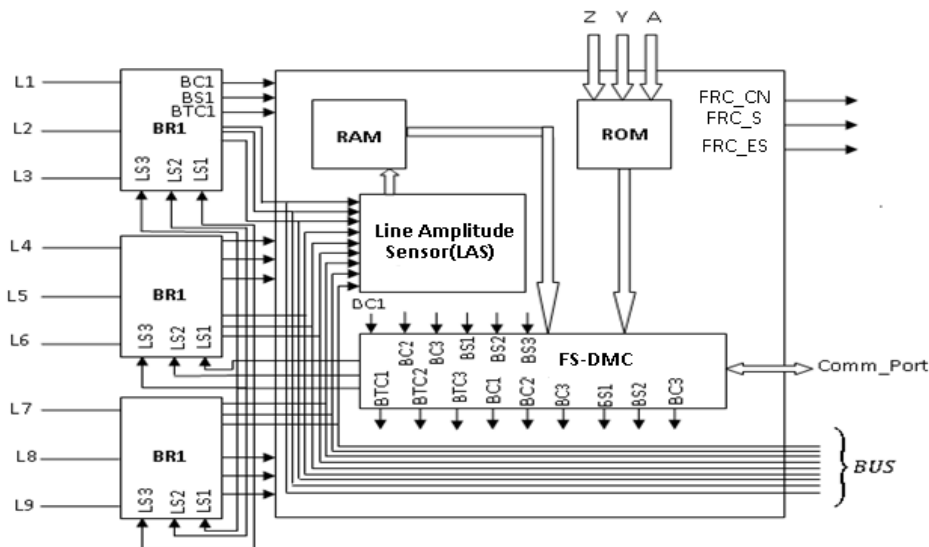 Z Y A
L1
L2
L3
BR1
BC1
BS1
BTC1
LS3 LS2 LS1
RAM
ROM
FRC_CN
FRC_S
FRC_ES
Line Amplitude
Sensor(LAS)
L4
L5
L6
BR1
LS3 LS2 LS1
BC1
BC2 BC3 BS1 BS2 BS3
FS-DMC
BTC1 BTC2 BTC3 BC1 BC2 BC3 BS1 BS2 BC3
Comm_Port
L7
L8
L9
BR1
LS3 LS2 LS1
BUS